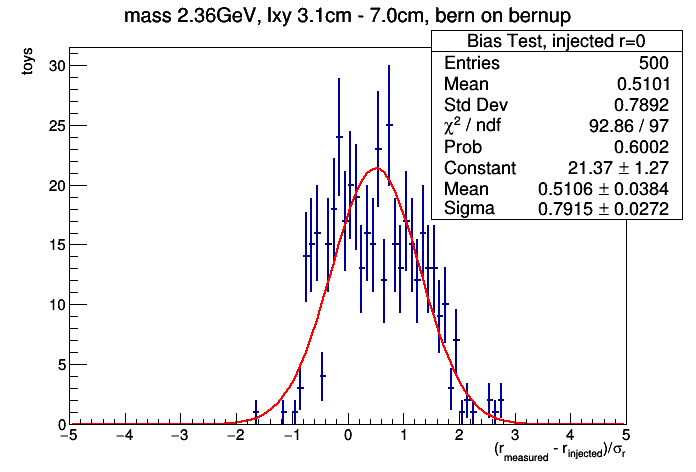 mass 2.36GeV, lxy 3.1cm - 7.0cm, bern on bernup
Bias Test, injected r=0
Entries 500
Mean 0.5101
Std Dev 0.7892
χ² / ndf 92.86 / 97
Prob 0.6002
Constant 21.37 ± 1.27
Mean 0.5106 ± 0.0384
Sigma 0.7915 ± 0.0272
toys
30
25
20
15
10
5
0
−5 −4 −3 −2 −1 0 1 2 3 4 5
(r_measured - r_injected)/σ_r